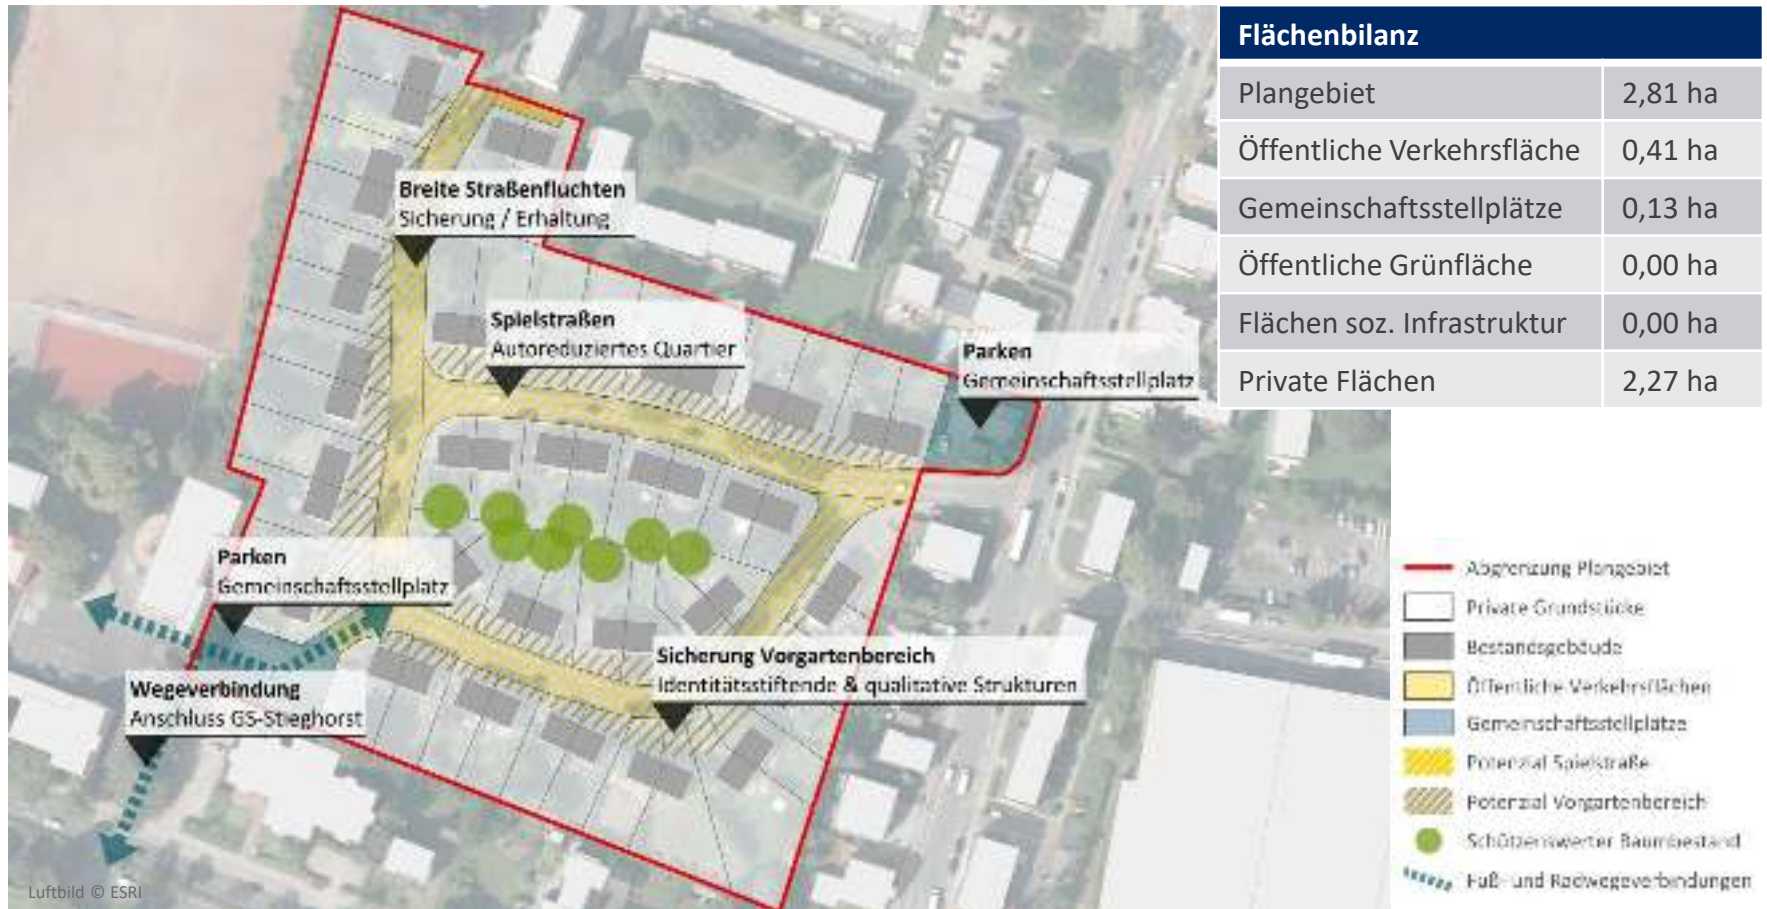 Flächenbilanz
Plangebiet 2,81 ha
Öffentliche Verkehrsfläche 0,41 ha
Gemeinschaftsstellplätze 0,13 ha
Öffentliche Grünfläche 0,00 ha
Flächen soz. Infrastruktur 0,00 ha
Private Flächen 2,27 ha
Breite Straßenfluchten
Sicherung / Erhaltung
Spielstraßen
Autoreduziertes Quartier
Parken
Gemeinschaftsstellplatz
Parken
Gemeinschaftsstellplatz
Sicherung Vorgartenbereich
Identitätsstiftende & qualitative Strukturen
Wegeverbindung
Anschluss GS-Stieghorst
Abgrenzung Plangebiet
Private Grundstücke
Bestandsgebäude
Öffentliche Verkehrsflächen
Gemeinschaftsstellplätze
Potenzial Spielstraße
Potenzial Vorgartenbereich
Schützenswerter Baumbestand
Fuß- und Radwegeverbindungen
Luftbild © ESRI